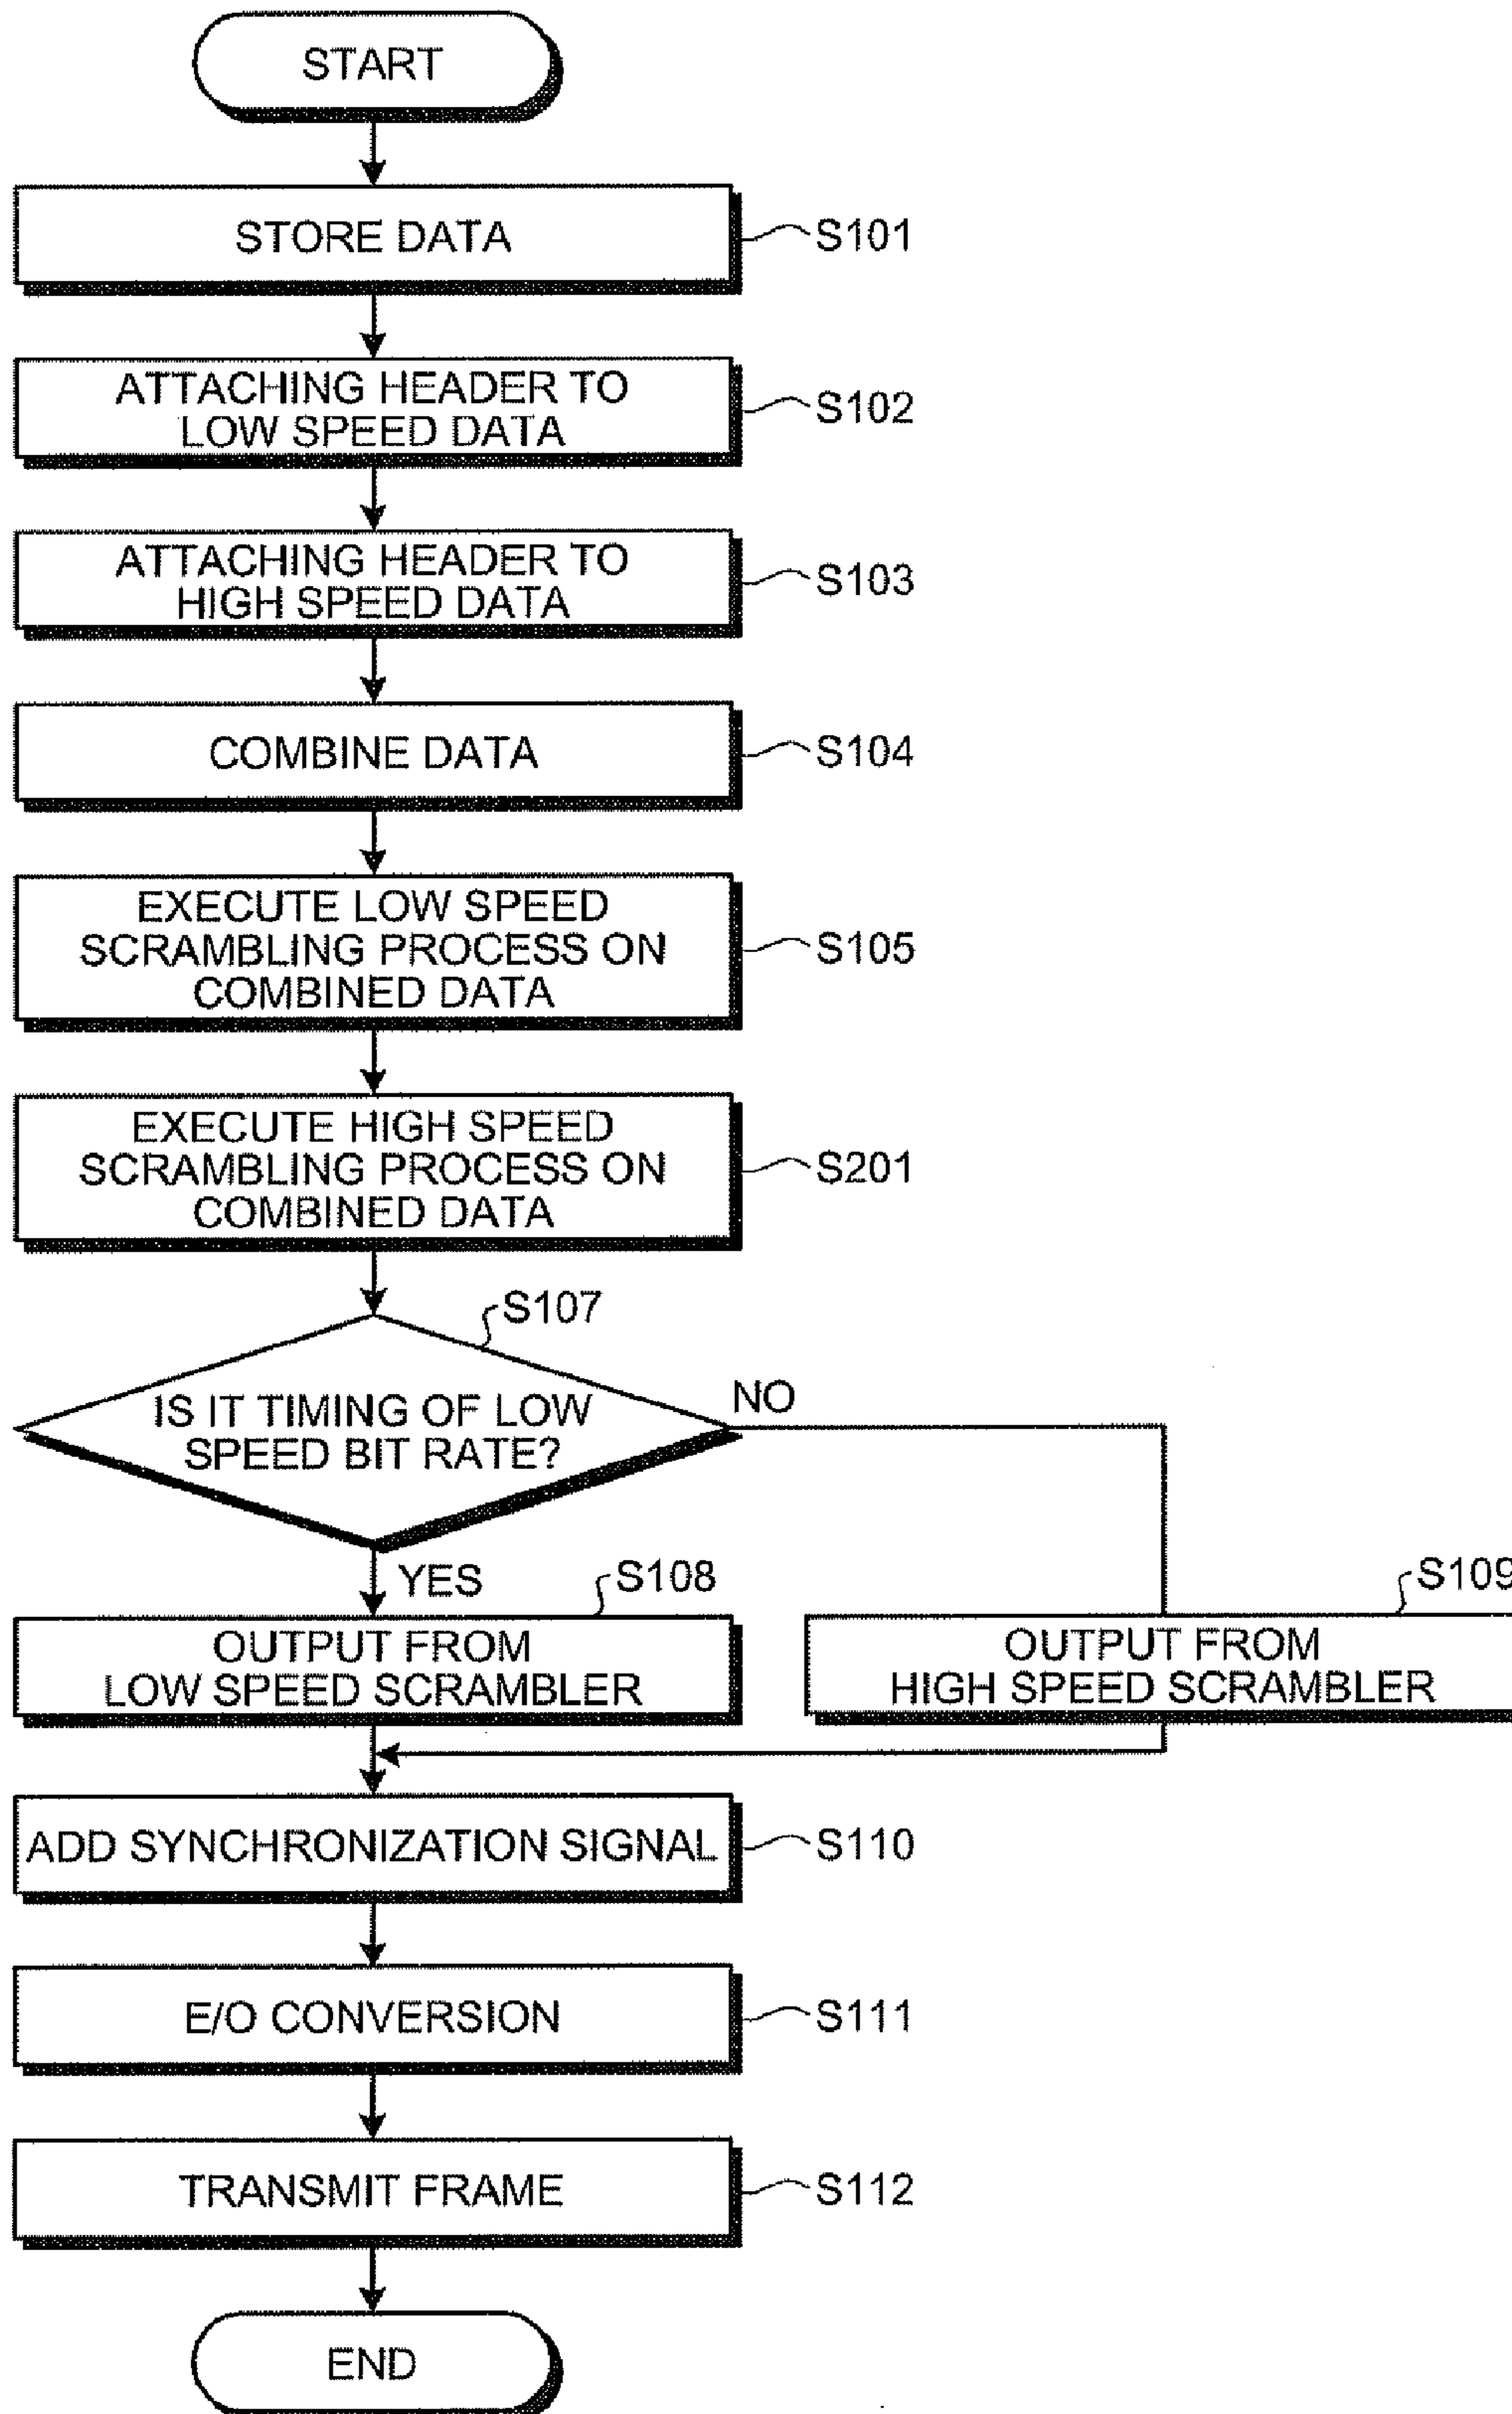 START
STORE DATA
S101
ATTACHING HEADER TO
LOW SPEED DATA
S102
ATTACHING HEADER TO
HIGH SPEED DATA
S103
COMBINE DATA
S104
EXECUTE LOW SPEED
SCRAMBLING PROCESS ON
COMBINED DATA
S105
EXECUTE HIGH SPEED
SCRAMBLING PROCESS ON
COMBINED DATA
S201
S107
IS IT TIMING OF LOW
SPEED BIT RATE?
NO
YES
S108
OUTPUT FROM
LOW SPEED SCRAMBLER
S109
OUTPUT FROM
HIGH SPEED SCRAMBLER
ADD SYNCHRONIZATION SIGNAL
S110
E/O CONVERSION
S111
TRANSMIT FRAME
S112
END